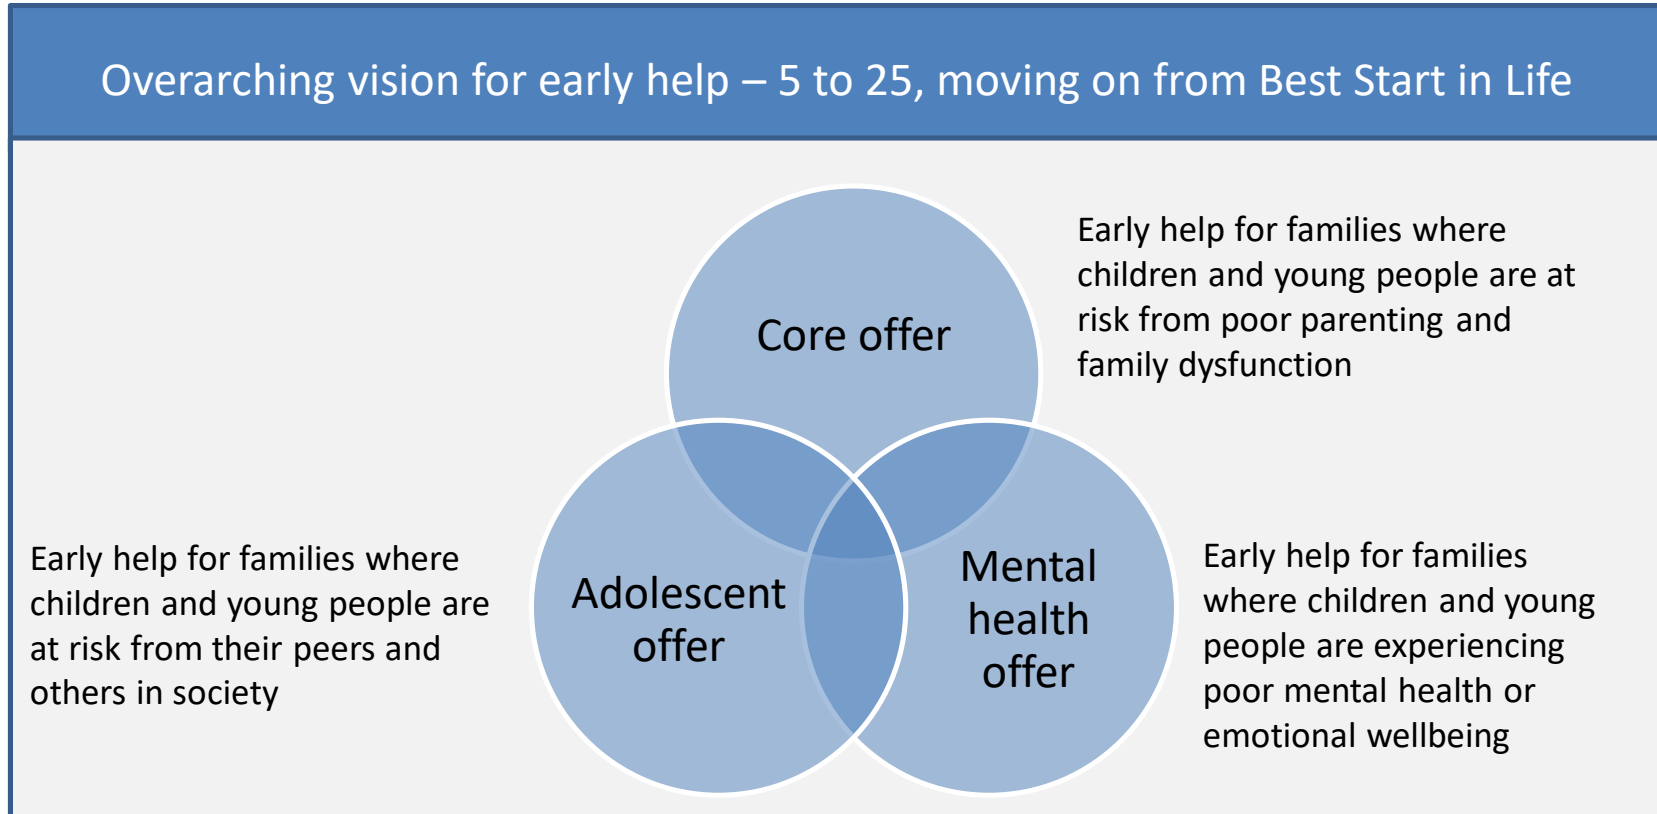 Overarching vision for early help – 5 to 25, moving on from Best Start in Life
Core offer
Early help for families where
children and young people are at
risk from poor parenting and
family dysfunction
Early help for families where
children and young people are
at risk from their peers and
others in society
Adolescent
offer
Mental
health
offer
Early help for families
where children and young
people are experiencing
poor mental health or
emotional wellbeing